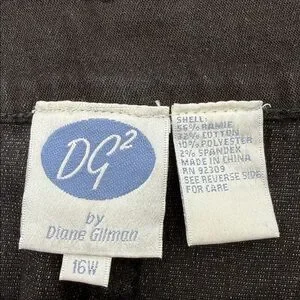 DG²
by
Diane Gilman
16W
SHELL:
56% RAMIE
32% COTTON
10% POLYESTER
2% SPANDEX
MADE IN CHINA
RN 92309
SEE REVERSE SIDE
FOR CARE